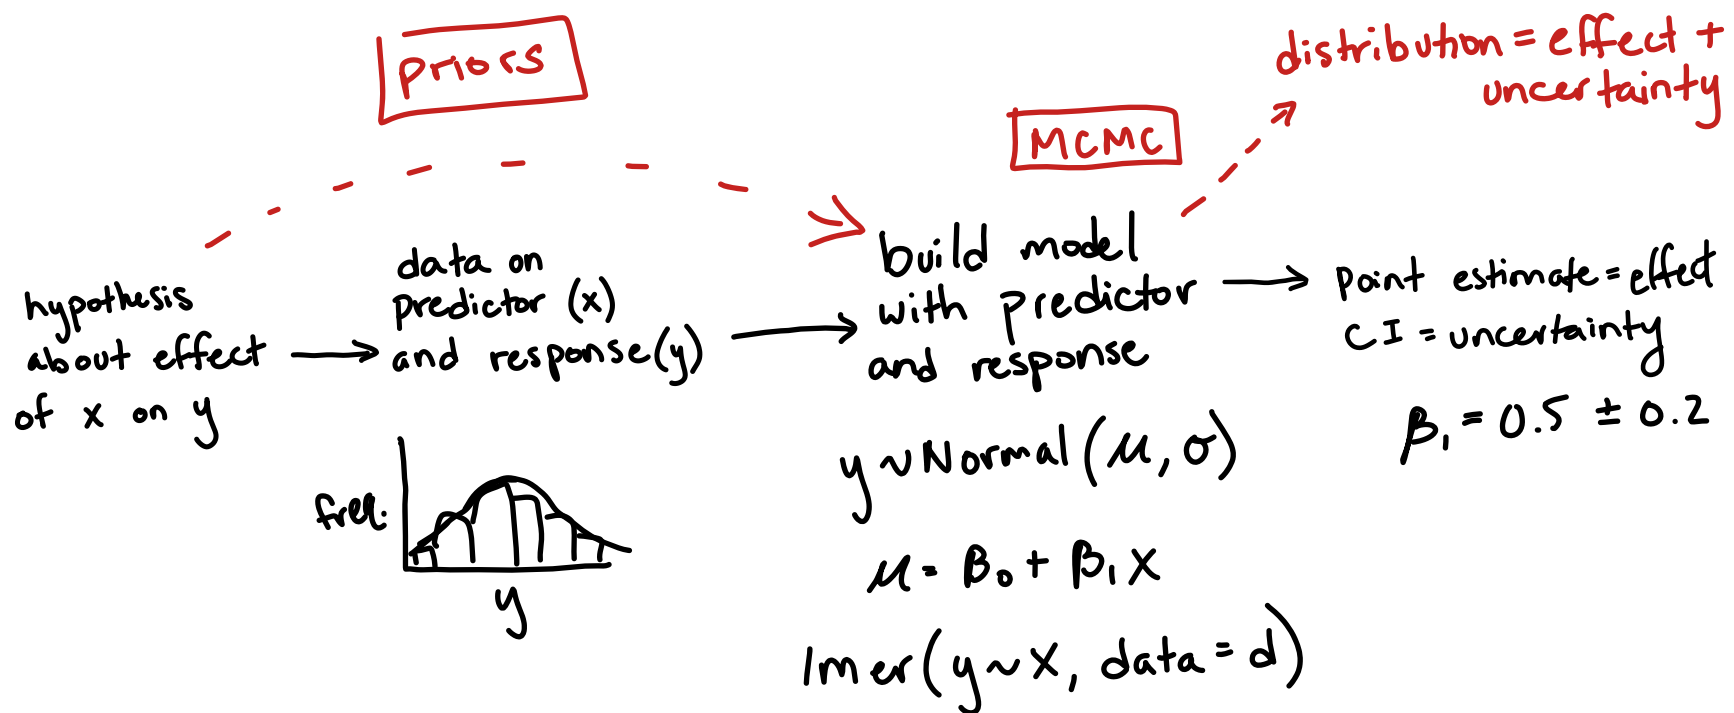 priors
distribution = effect +
uncertainty
MCMC
hypothesis
about effect
of x on y
data on
predictor (x)
and response (y)
build model
with predictor
and response
point estimate = effect
CI = uncertainty
β₁ = 0.5 ± 0.2
freq.
y
y ~ Normal (μ, σ)
μ = β₀ + β₁ x
lmer (y ~ x, data = d)